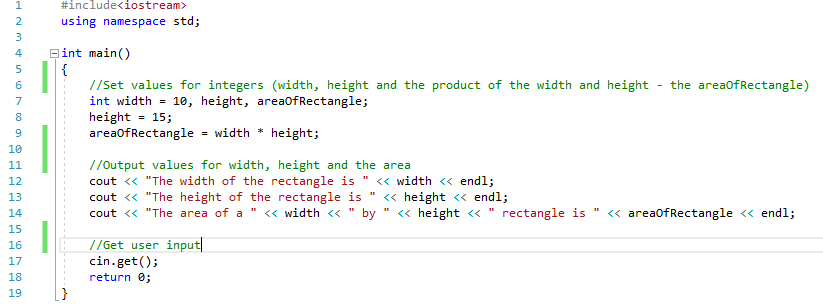 1 #include<iostream>
2 using namespace std;
3
4 int main()
5 {
6 //Set values for integers (width, height and the product of the width and height - the areaOfRectangle)
7 int width = 10, height, areaOfRectangle;
8 height = 15;
9 areaOfRectangle = width * height;
10
11 //Output values for width, height and the area
12 cout << "The width of the rectangle is " << width << endl;
13 cout << "The height of the rectangle is " << height << endl;
14 cout << "The area of a " << width << " by " << height << " rectangle is " << areaOfRectangle << endl;
15
16 //Get user input
17 cin.get();
18 return 0;
19 }